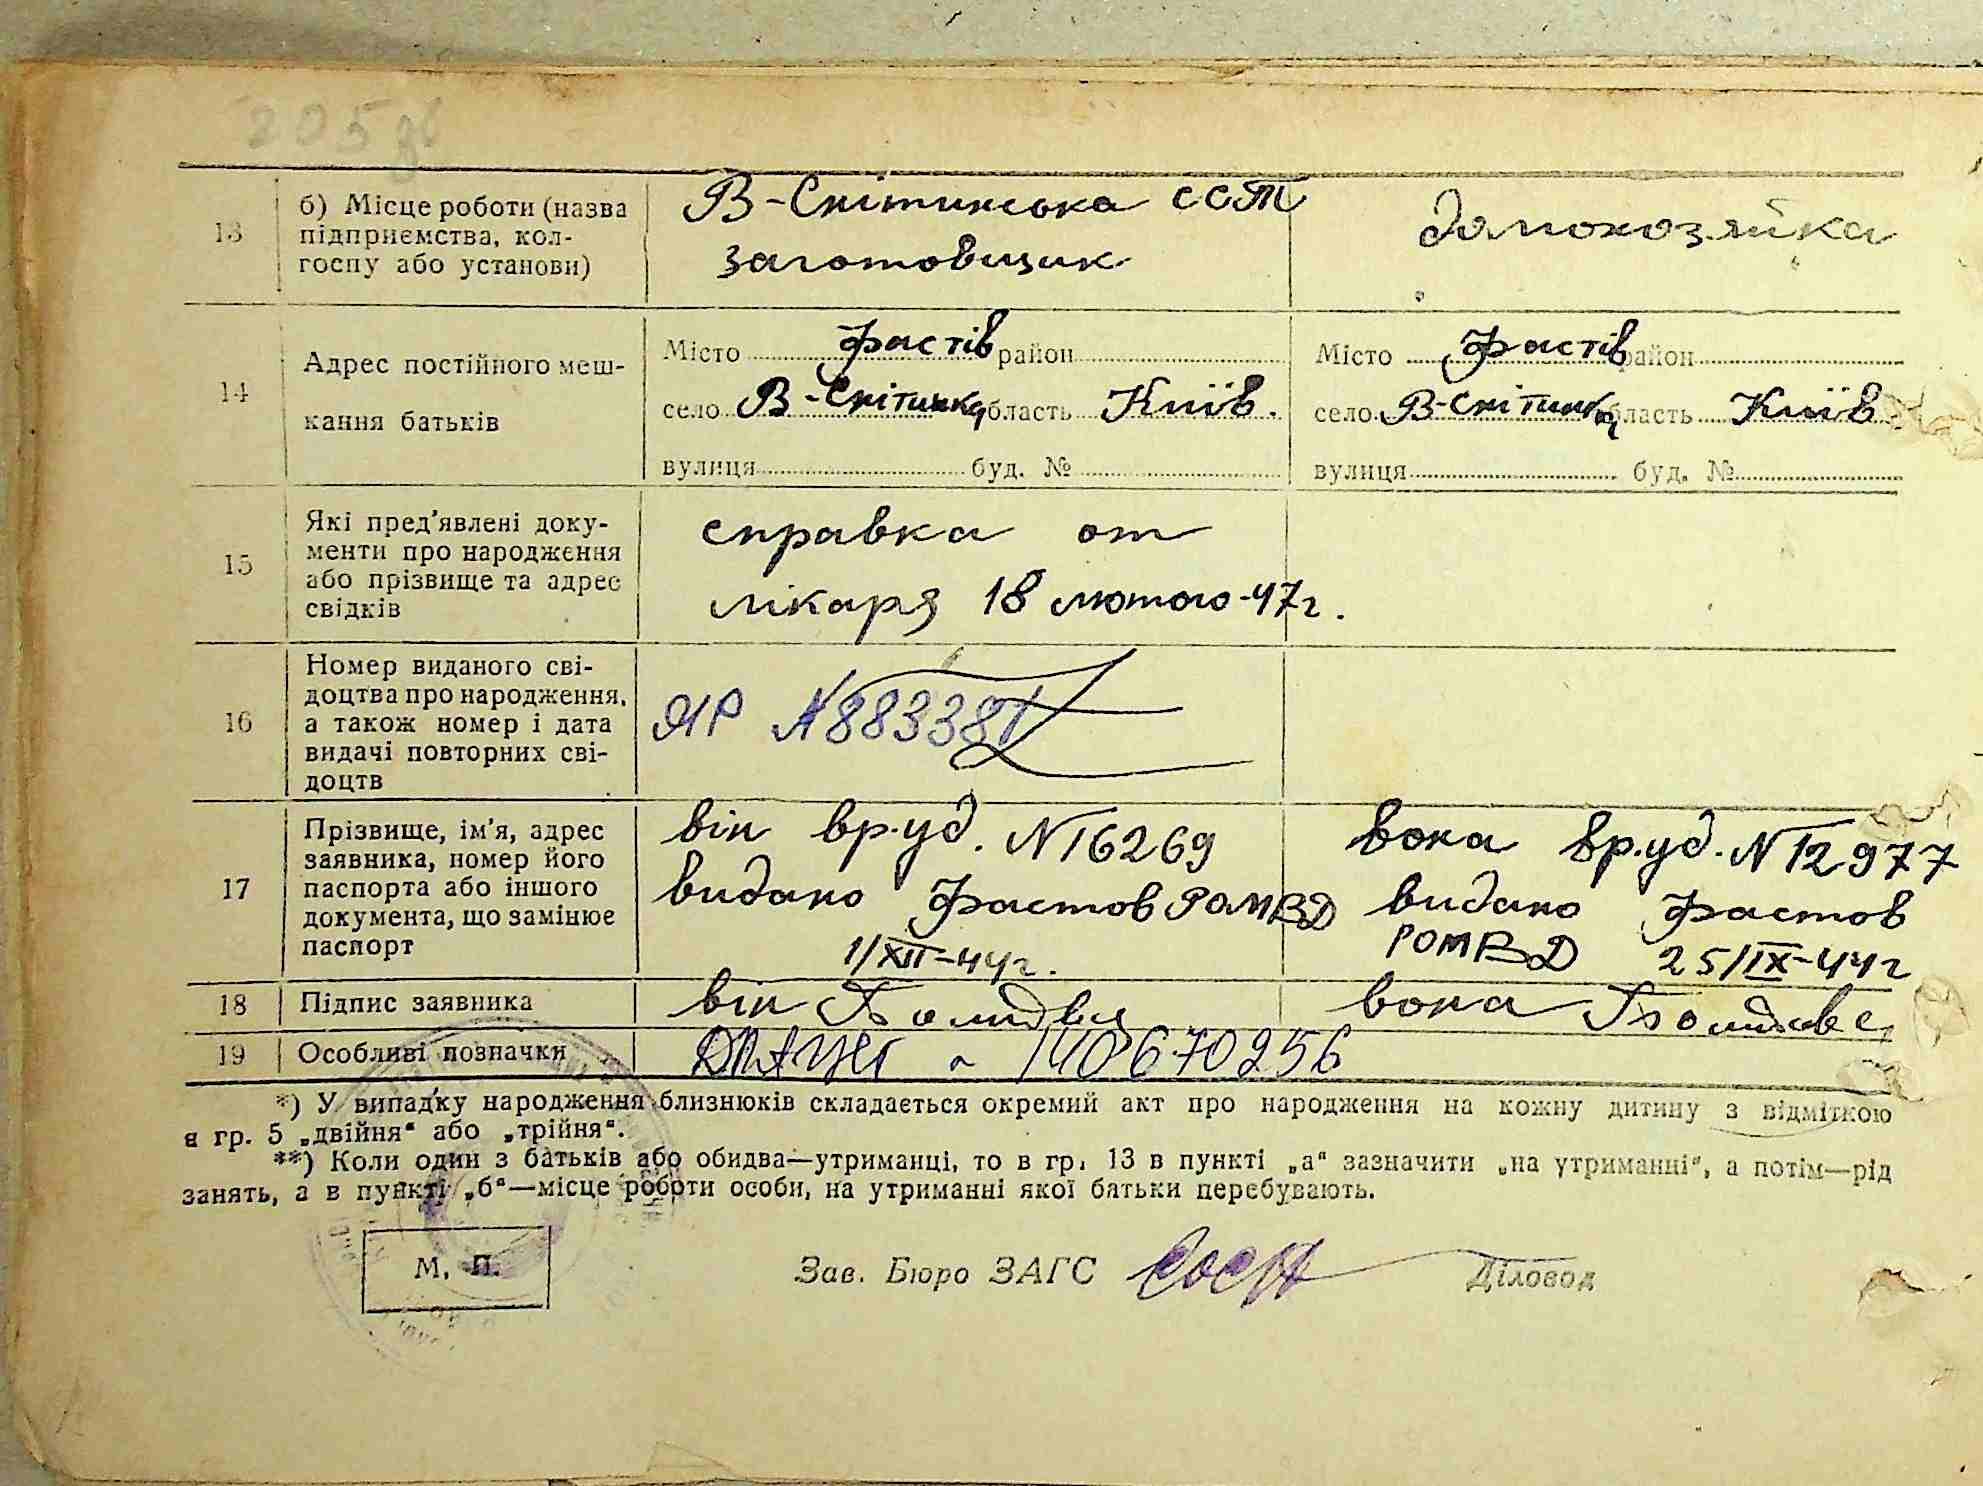 205
13
б) Місце роботи (назва
підприємства, кол-
госпу або установи)
В-Снітинська ССТ
заготовщик
домохозяйка
14
Адрес постійного меш-
кання батьків
Місто Фастів район
село В-Снітинка область Київ.
вулиця буд. №
Місто Фастів район
село В-Снітинка область Київ
вулиця буд. №
15
Які пред'явлені доку-
менти про народження
або прізвище та адрес
свідків
справка от
лікаря 18 лютого-47г.
16
Номер виданого сві-
доцтва про народження,
а також номер і дата
видачі повторних сві-
доцтв
ЯР №883381
17
Прізвище, ім'я, адрес
заявника, номер його
паспорта або іншого
документа, що замінює
паспорт
він вр.уд. №16269
видано Фастов РОМВД
1/XII-44г.
вона вр.уд. №12977
видано Фастов
РОМВД 25/IX-44г
18
Підпис заявника
він
вона
19
Особливі позначки
140670256
*) У випадку народження близнюків складається окремий акт про народження на кожну дитину з відміткою
в гр. 5 „двійня“ або „трійня“.
**) Коли один з батьків або обидва—утриманці, то в гр. 13 в пункті „а“ зазначити „на утриманні“, а потім—рід
занять, а в пункті „б“—місце роботи особи, на утриманні якої батьки перебувають.
М. П.
Зав. Бюро ЗАГС
Діловод